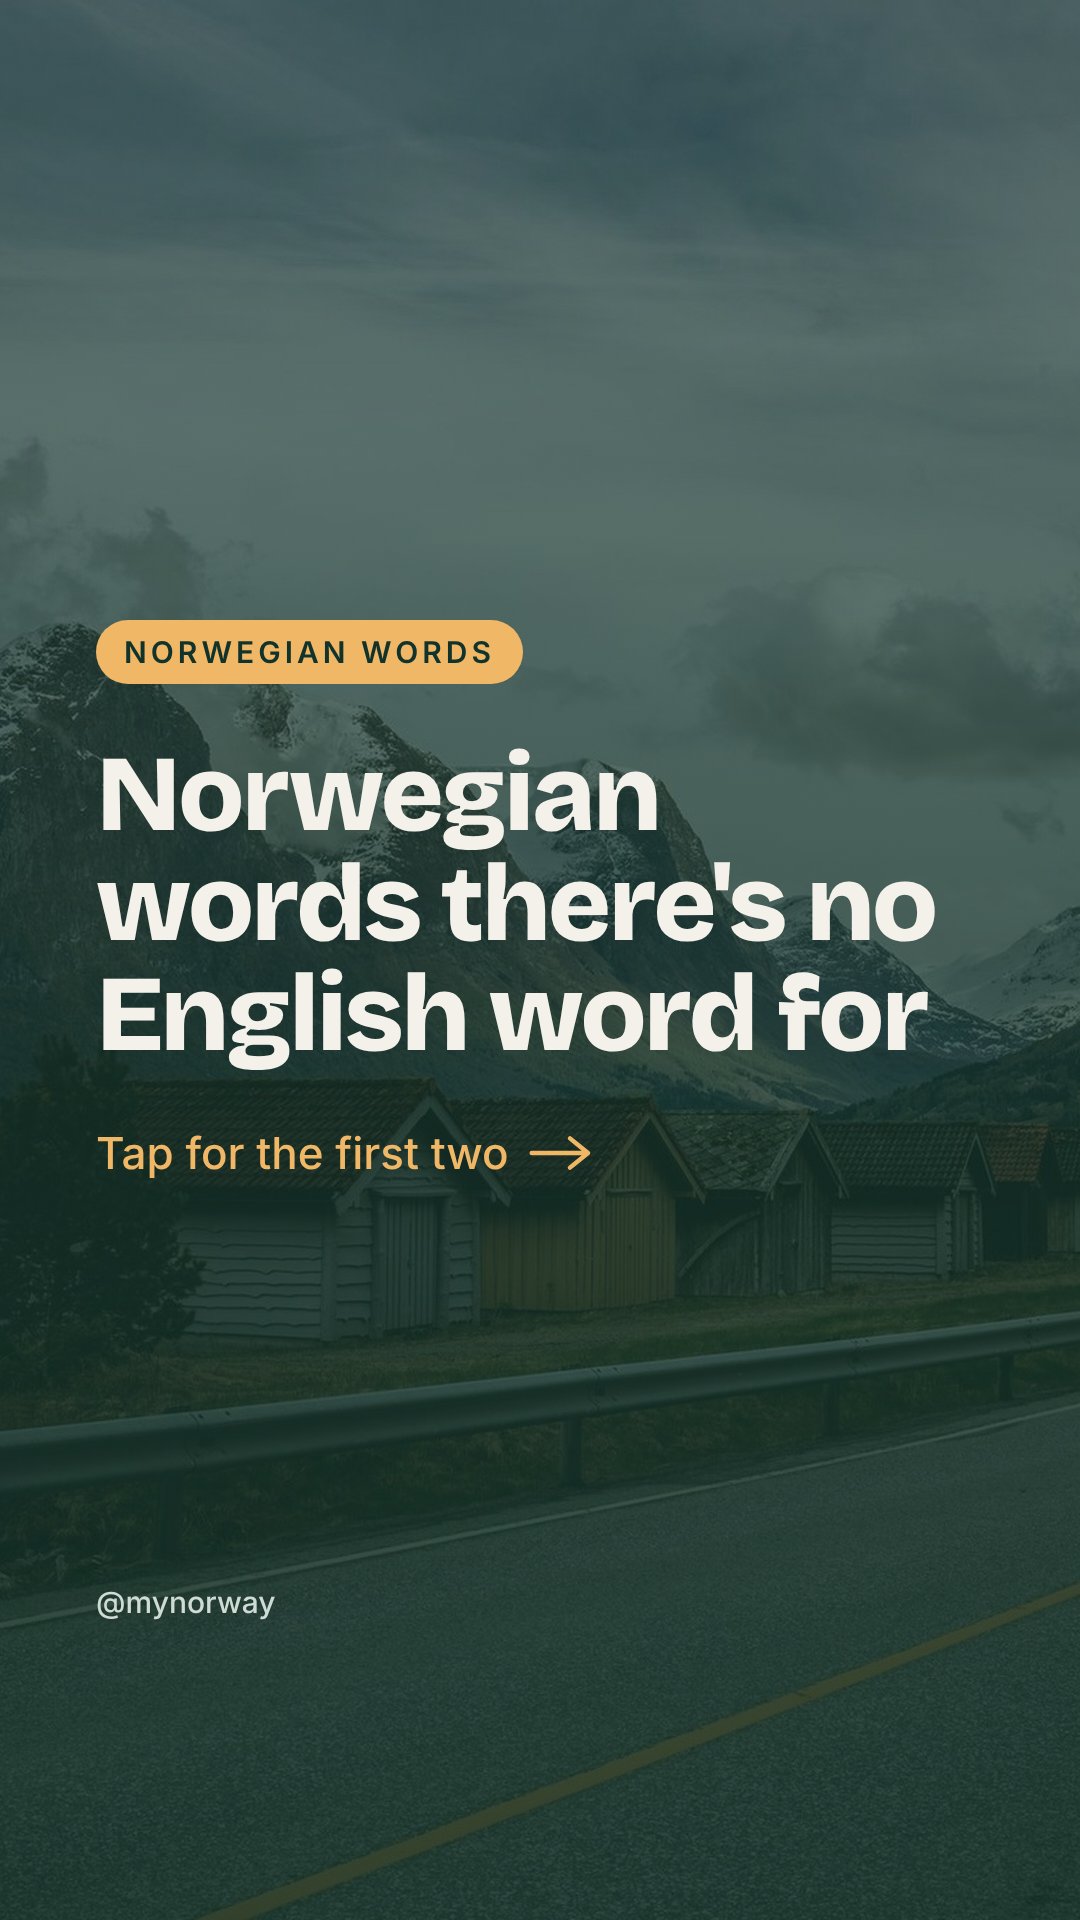 NORWEGIAN WORDS
Norwegian
words there's no
English word for
Tap for the first two →
@mynorway